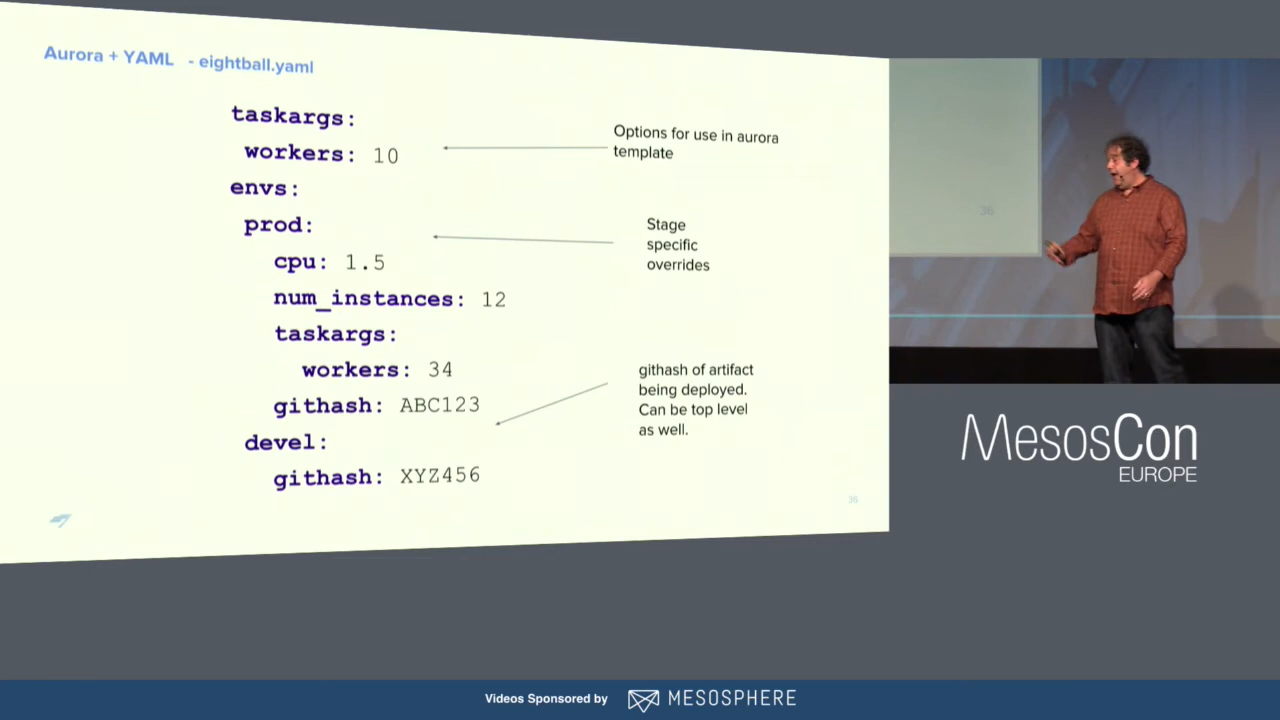 Aurora + YAML - eightball.yaml
taskargs:
workers: 10
envs:
prod:
cpu: 1.5
num_instances: 12
taskargs:
workers: 34
githash: ABC123
devel:
githash: XYZ456
Options for use in aurora
template
Stage
specific
overrides
githash of artifact
being deployed.
Can be top level
as well.
36
36
MesosCon
EUROPE
Videos Sponsored by
MESOSPHERE